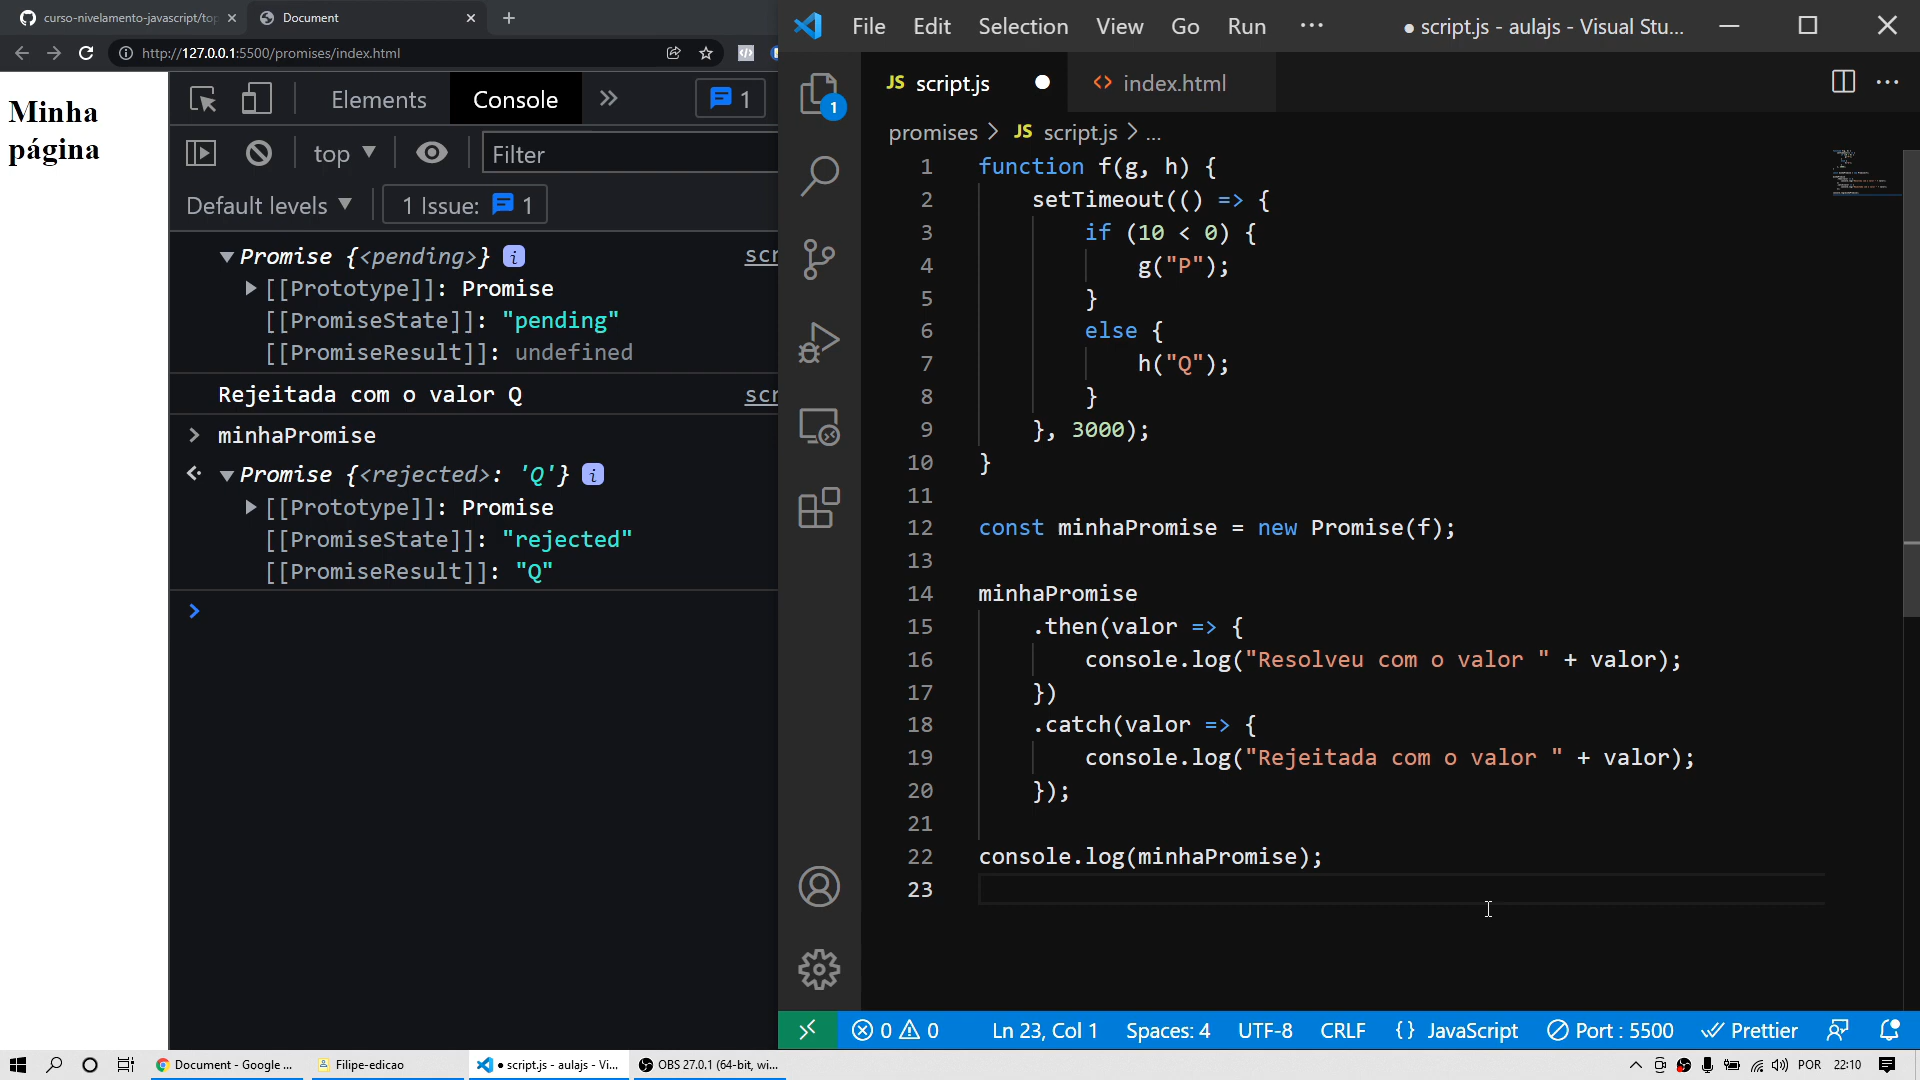 curso-nivelamento-javascript/top
Document
http://127.0.0.1:5500/promises/index.html
Minha
página
Elements
Console
1
top
Filter
Default levels
1 Issue:
1
Promise {<pending>}
[[Prototype]]: Promise
[[PromiseState]]: "pending"
[[PromiseResult]]: undefined
scr
Rejeitada com o valor Q
scr
minhaPromise
Promise {<rejected>: 'Q'}
[[Prototype]]: Promise
[[PromiseState]]: "rejected"
[[PromiseResult]]: "Q"
File Edit Selection View Go Run ···
● script.js - aulajs - Visual Stu...
1
JS script.js
<> index.html
promises > JS script.js > ...
1 function f(g, h) {
2 setTimeout(() => {
3 if (10 < 0) {
4 g("P");
5 }
6 else {
7 h("Q");
8 }
9 }, 3000);
10 }
11
12 const minhaPromise = new Promise(f);
13
14 minhaPromise
15 .then(valor => {
16 console.log("Resolveu com o valor " + valor);
17 })
18 .catch(valor => {
19 console.log("Rejeitada com o valor " + valor);
20 });
21
22 console.log(minhaPromise);
23
0 0 Ln 23, Col 1 Spaces: 4 UTF-8 CRLF {} JavaScript Port : 5500 Prettier
Document - Google ...
Filipe-edicao
● script.js - aulajs - Vi...
OBS 27.0.1 (64-bit, wi...
POR
22:10